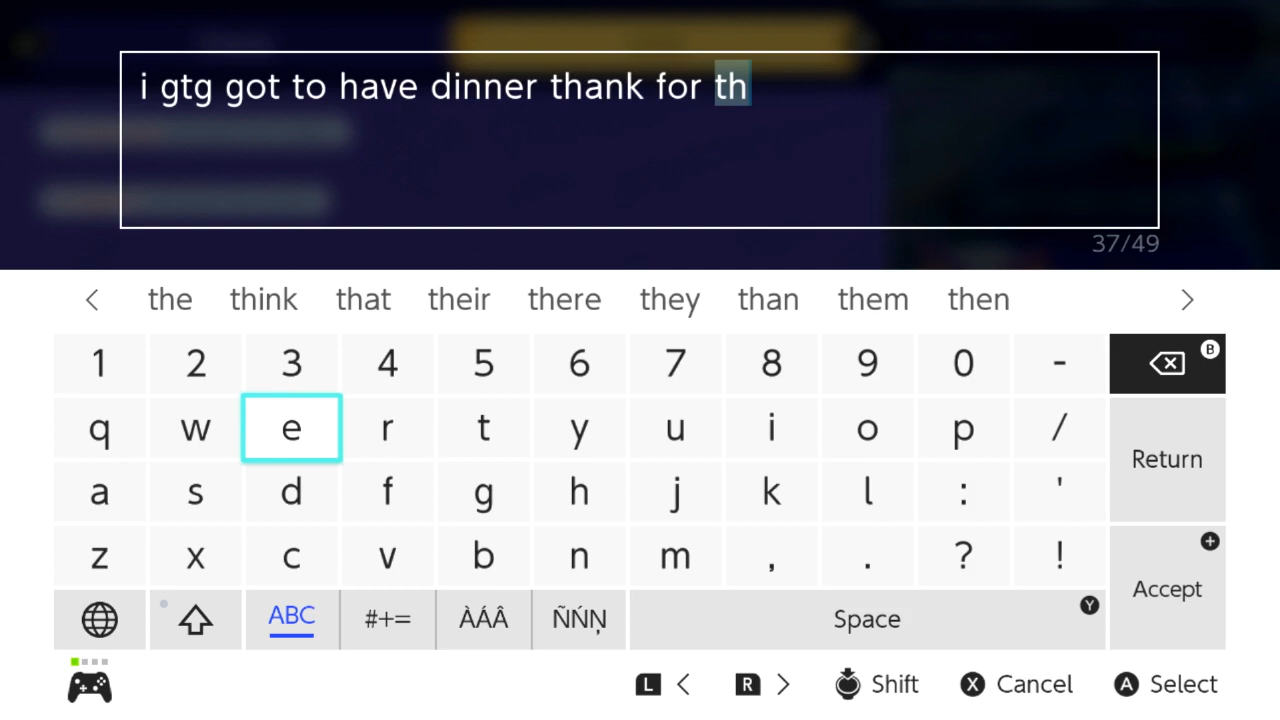 i gtg got to have dinner thank for th
37/49
< the think that their there they than them then >
1 2 3 4 5 6 7 8 9 0 - B
q w e r t y u i o p / Return
a s d f g h j k l : '
z x c v b n m , . ? ! + Accept
ABC #+= ÀÁÂ ÑŃŅ Space Y
L < R > Shift X Cancel A Select